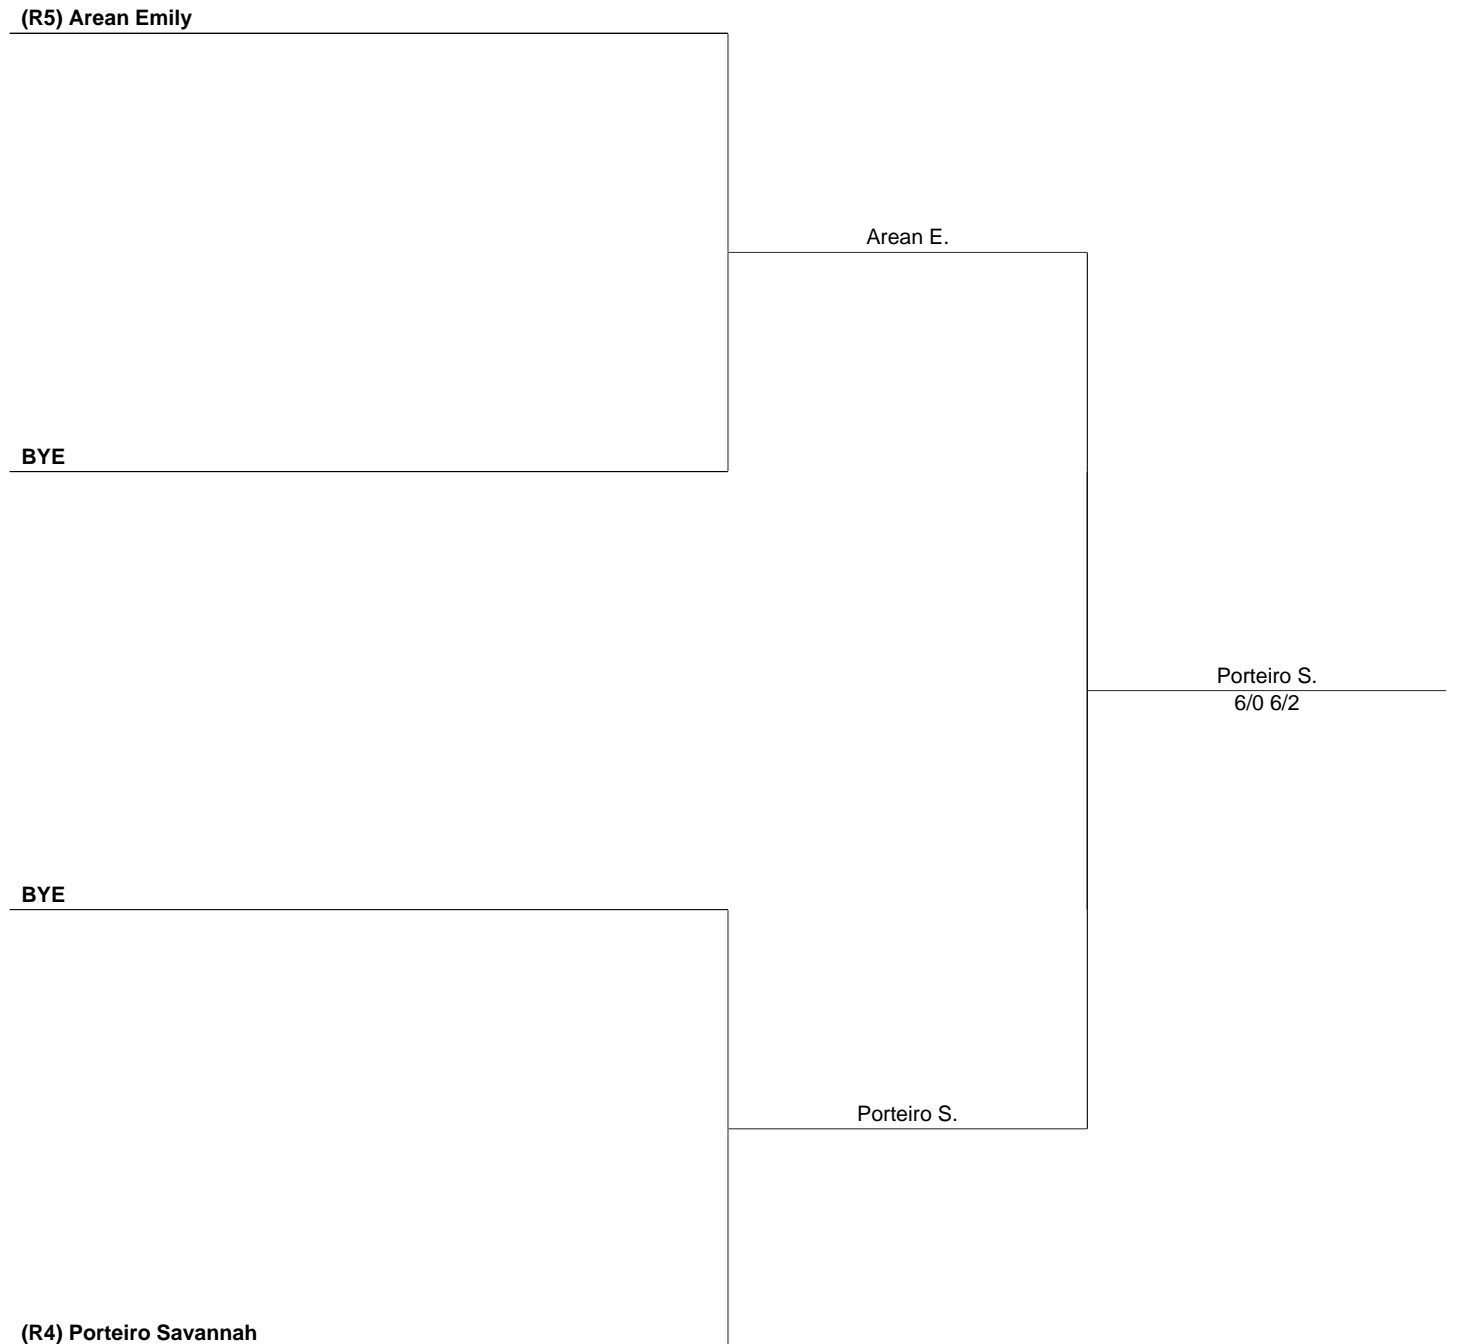 (R5) Arean Emily
Arean E.
BYE
Porteiro S.
6/0 6/2
BYE
Porteiro S.
(R4) Porteiro Savannah